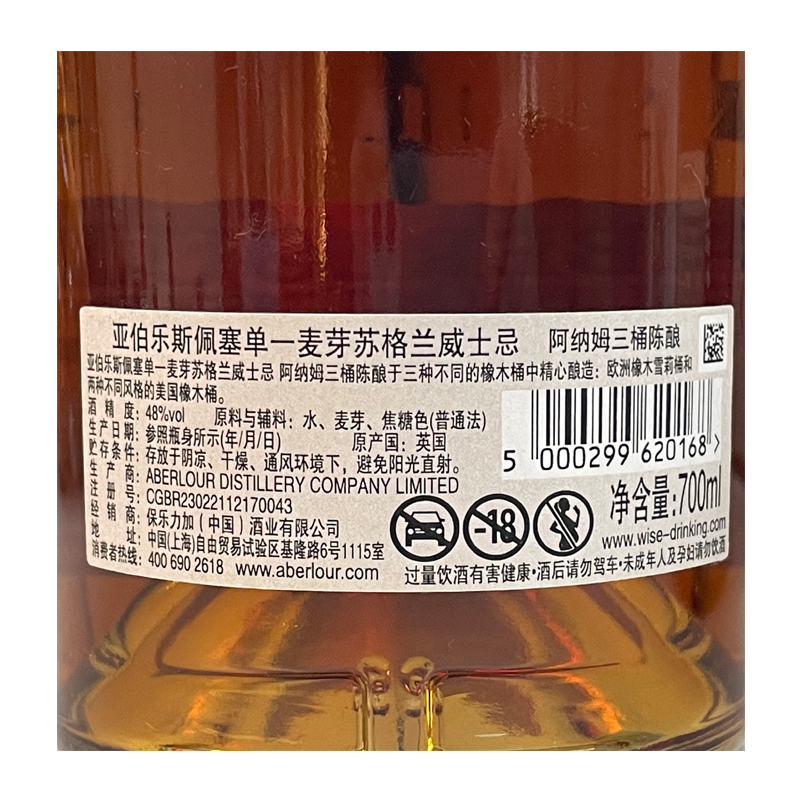 亚伯乐斯佩塞单一麦芽苏格兰威士忌 阿纳姆三桶陈酿
亚伯乐斯佩塞单一麦芽苏格兰威士忌 阿纳姆三桶陈酿于三种不同的橡木桶中精心酿造：欧洲橡木雪莉桶和
两种不同风格的美国橡木桶。
酒精度：48%vol 原料与辅料：水、麦芽、焦糖色(普通法)
生产日期：参照瓶身所示(年/月/日) 原产国：英国
贮存条件：存放于阴凉、干燥、通风环境下，避免阳光直射。
生产商：ABERLOUR DISTILLERY COMPANY LIMITED
注册号：CGBR23022112170043
经销商：保乐力加（中国）酒业有限公司
地址：中国(上海)自由贸易试验区基隆路6号1115室
消费者热线：400 690 2618 www.aberlour.com
5 000299 620168 >
净含量:700ml
-18
www.wise-drinking.com
过量饮酒有害健康•酒后请勿驾车•未成年人及孕妇请勿饮酒